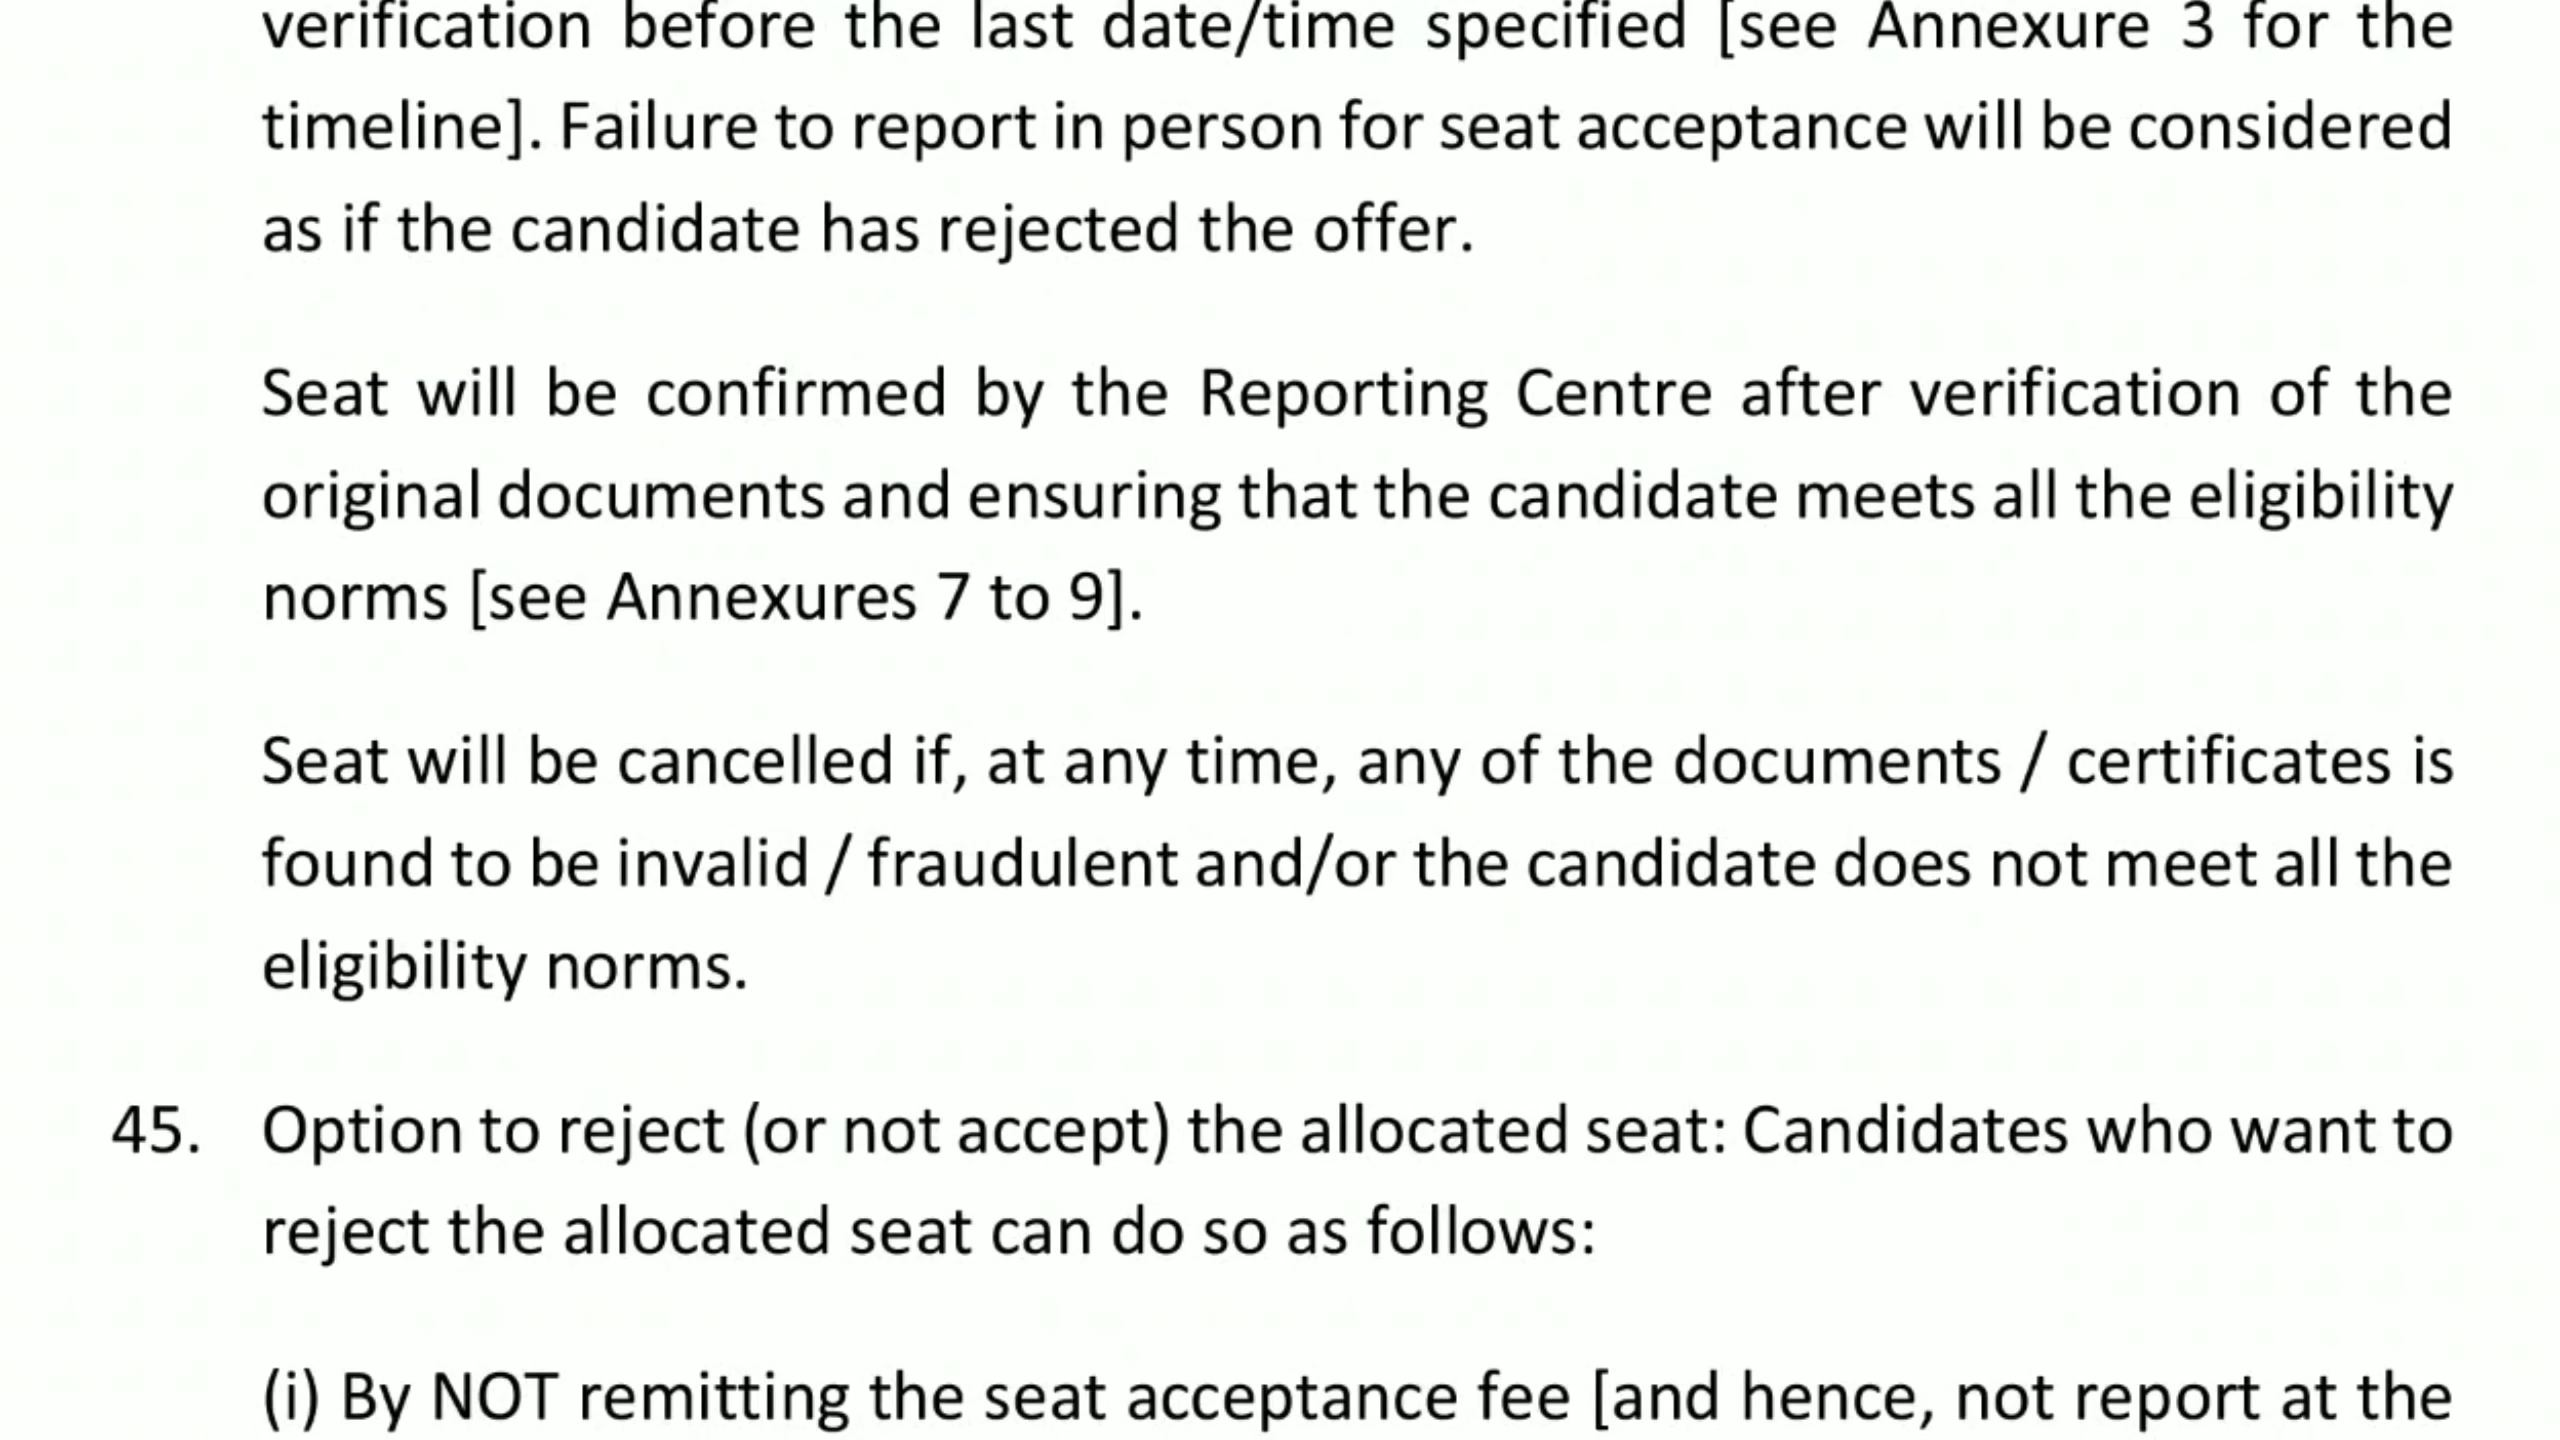 verification before the last date/time specified [see Annexure 3 for the
timeline]. Failure to report in person for seat acceptance will be considered
as if the candidate has rejected the offer.
Seat will be confirmed by the Reporting Centre after verification of the
original documents and ensuring that the candidate meets all the eligibility
norms [see Annexures 7 to 9].
Seat will be cancelled if, at any time, any of the documents / certificates is
found to be invalid / fraudulent and/or the candidate does not meet all the
eligibility norms.
45. Option to reject (or not accept) the allocated seat: Candidates who want to
reject the allocated seat can do so as follows:
(i) By NOT remitting the seat acceptance fee [and hence, not report at the